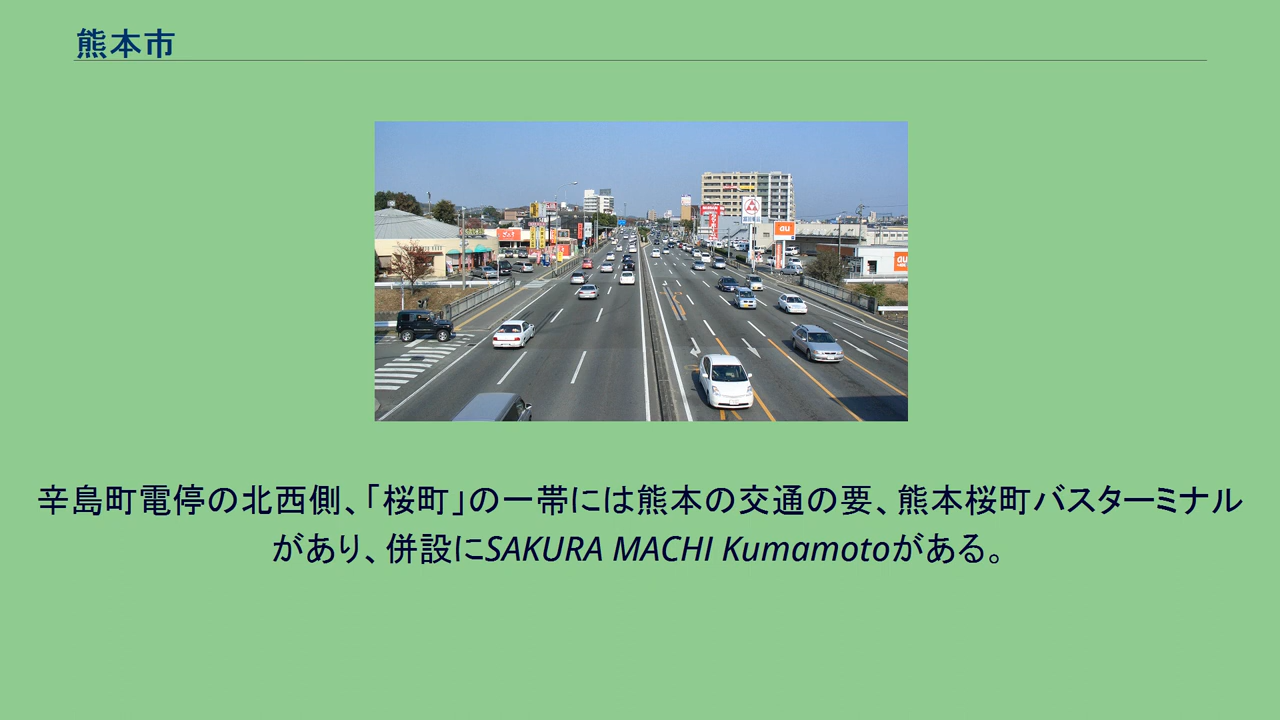 熊本市
au
au
辛島町電停の北西側、「桜町」の一帯には熊本の交通の要、熊本桜町バスターミナル
があり、併設にSAKURA MACHI Kumamotoがある。